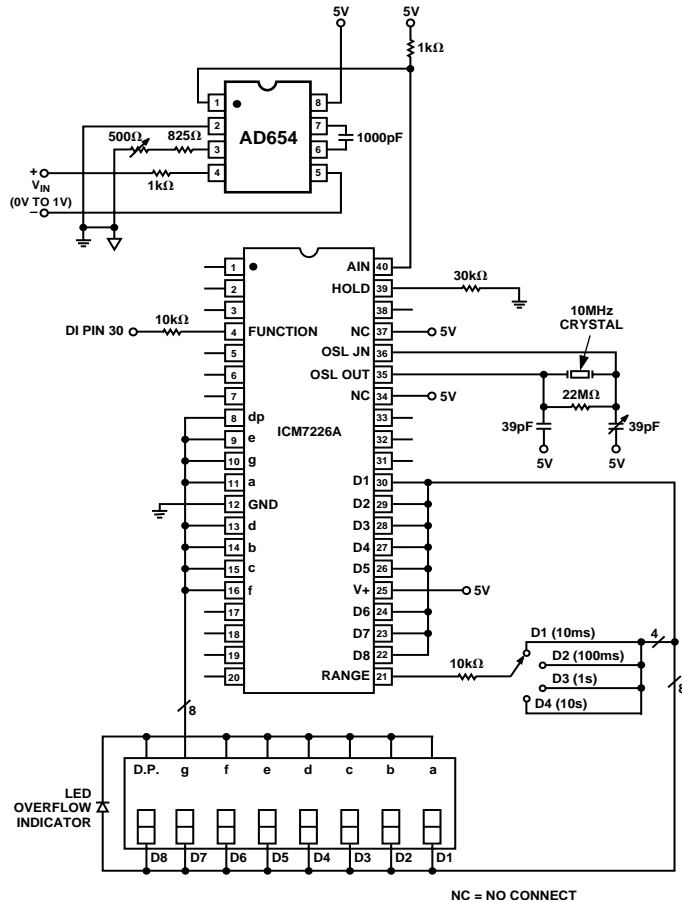 5V
5V
1kΩ
1
2
3
4
AD654
8
7
6
5
1000pF
500Ω
825Ω
+
VIN
(0V TO 1V)
–
1kΩ
ICM7226A
1
2
3
DI PIN 30
10kΩ
4 FUNCTION
5
6
7
8 dp
9 e
10 g
11 a
12 GND
13 d
14 b
15 c
16 f
17
18
19
20
AIN 40
HOLD 39
30kΩ
38
NC 37
5V
OSL JN 36
OSL OUT 35
NC 34
5V
33
32
31
D1 30
D2 29
D3 28
D4 27
D5 26
V+ 25
5V
D6 24
D7 23
D8 22
RANGE 21
10MHz
CRYSTAL
22MΩ
39pF
39pF
5V
5V
10kΩ
D1 (10ms)
D2 (100ms)
D3 (1s)
D4 (10s)
4
8
8
D.P. g f e d c b a
LED
OVERFLOW
INDICATOR
D8 D7 D6 D5 D4 D3 D2 D1
NC = NO CONNECT